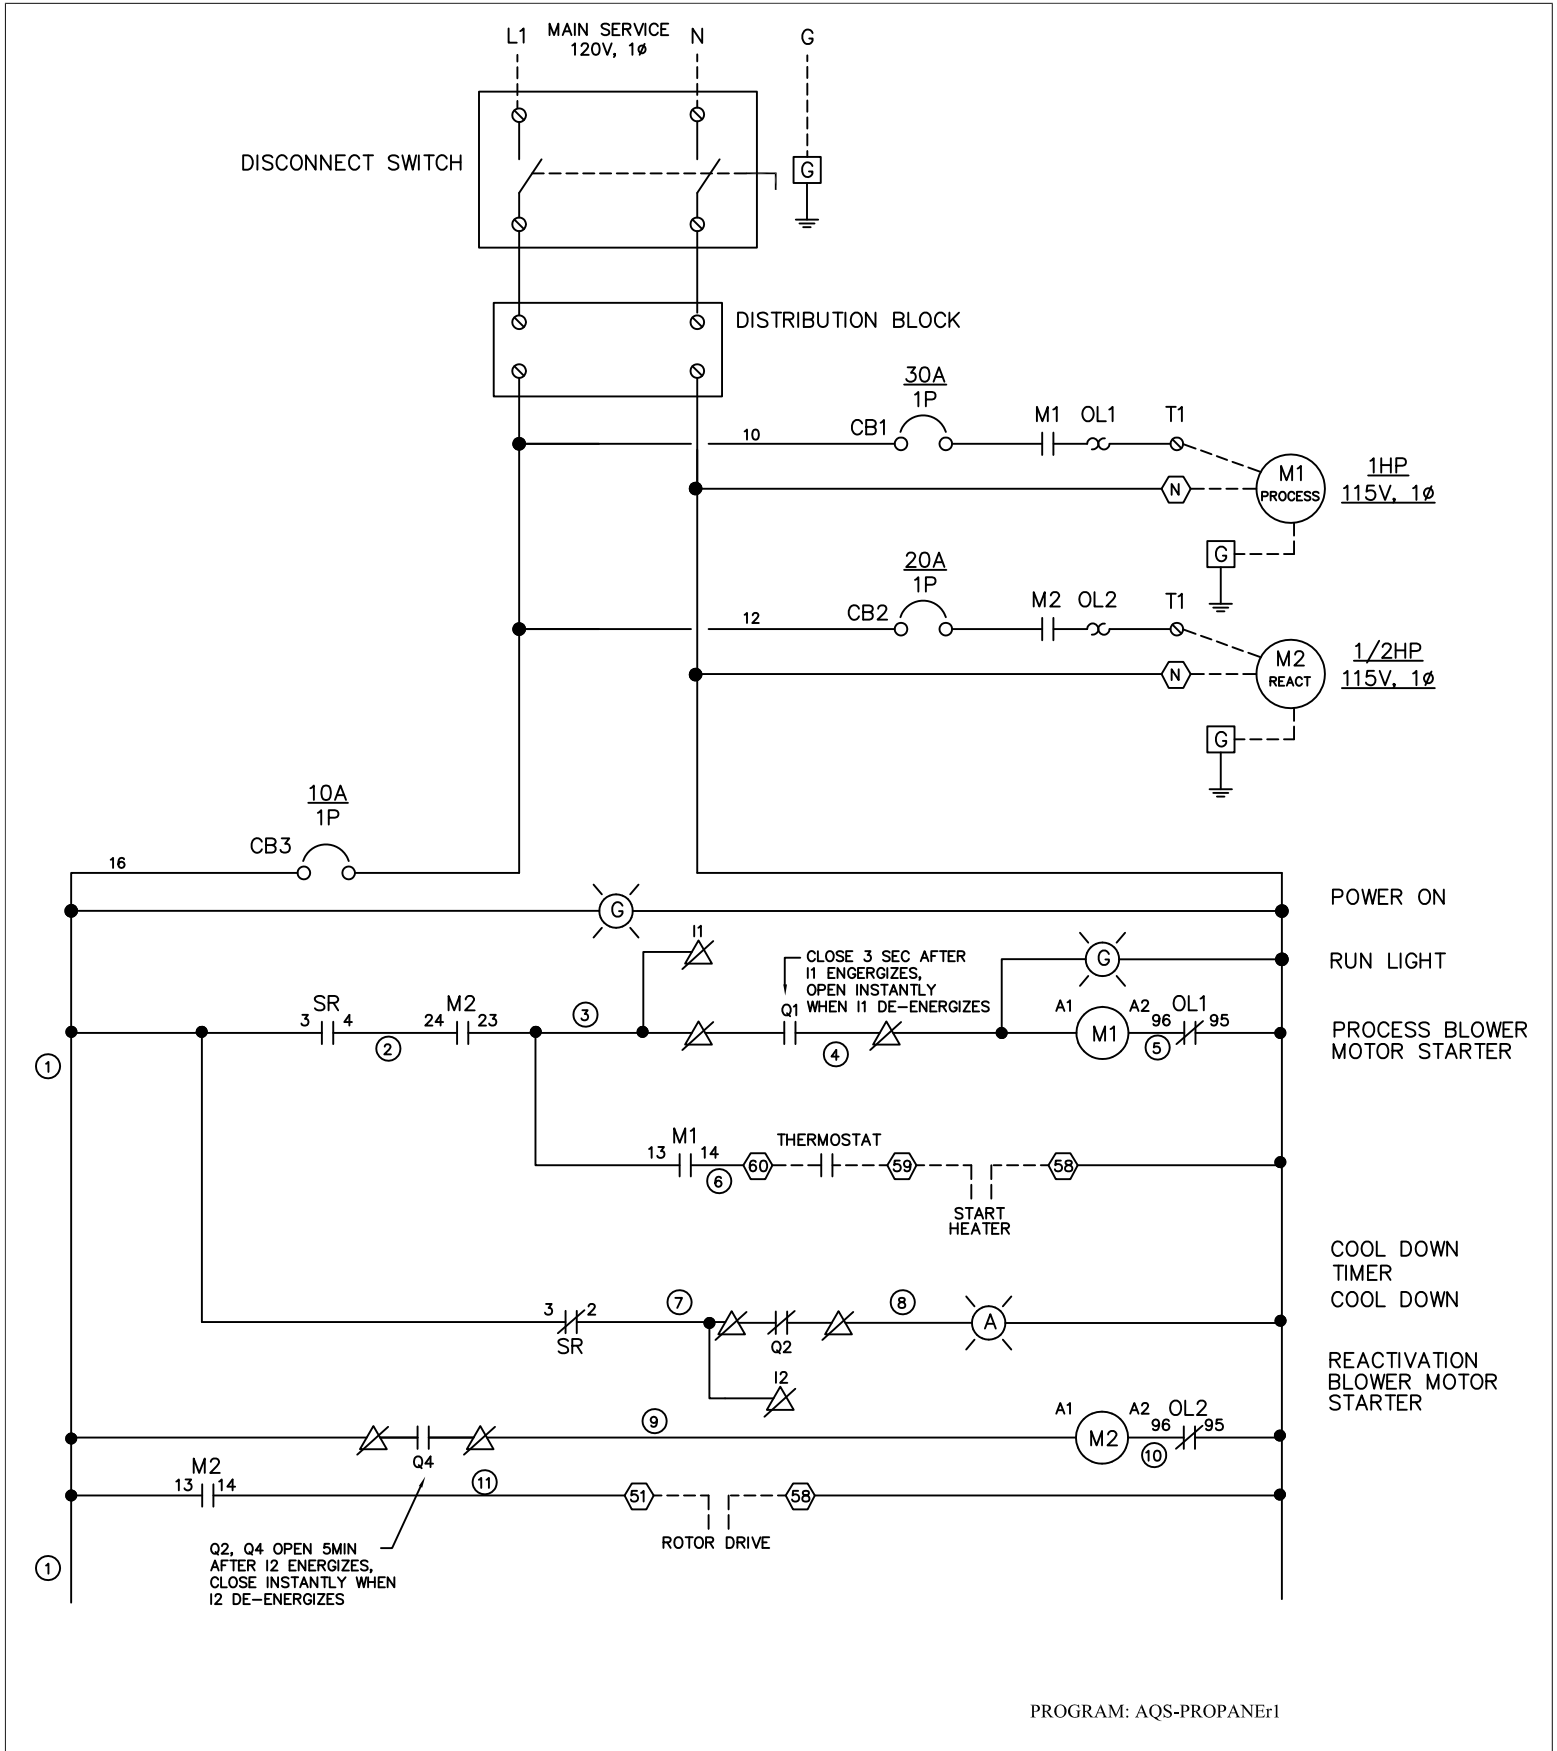 L1
MAIN SERVICE
120V, 1ø
N
G
DISCONNECT SWITCH
G
DISTRIBUTION BLOCK
30A
1P
10
CB1
M1
OL1
T1
M1
PROCESS
N
1HP
115V, 1ø
G
20A
1P
12
CB2
M2
OL2
T1
M2
REACT
N
1/2HP
115V, 1ø
G
10A
1P
CB3
16
G
POWER ON
I1
CLOSE 3 SEC AFTER
I1 ENGERGIZES,
OPEN INSTANTLY
WHEN I1 DE-ENERGIZES
G
RUN LIGHT
SR
3
4
2
M2
24
23
3
Q1
4
A1
M1
A2
OL1
96
95
5
PROCESS BLOWER
MOTOR STARTER
1
M1
13
14
6
60
THERMOSTAT
59
58
START
HEATER
COOL DOWN
TIMER
COOL DOWN
3
2
SR
7
Q2
8
A
I2
REACTIVATION
BLOWER MOTOR
STARTER
Q4
9
A1
M2
A2
OL2
96
95
10
M2
13
14
11
51
58
ROTOR DRIVE
1
Q2, Q4 OPEN 5MIN
AFTER I2 ENERGIZES,
CLOSE INSTANTLY WHEN
I2 DE-ENERGIZES
PROGRAM: AQS-PROPANEr1